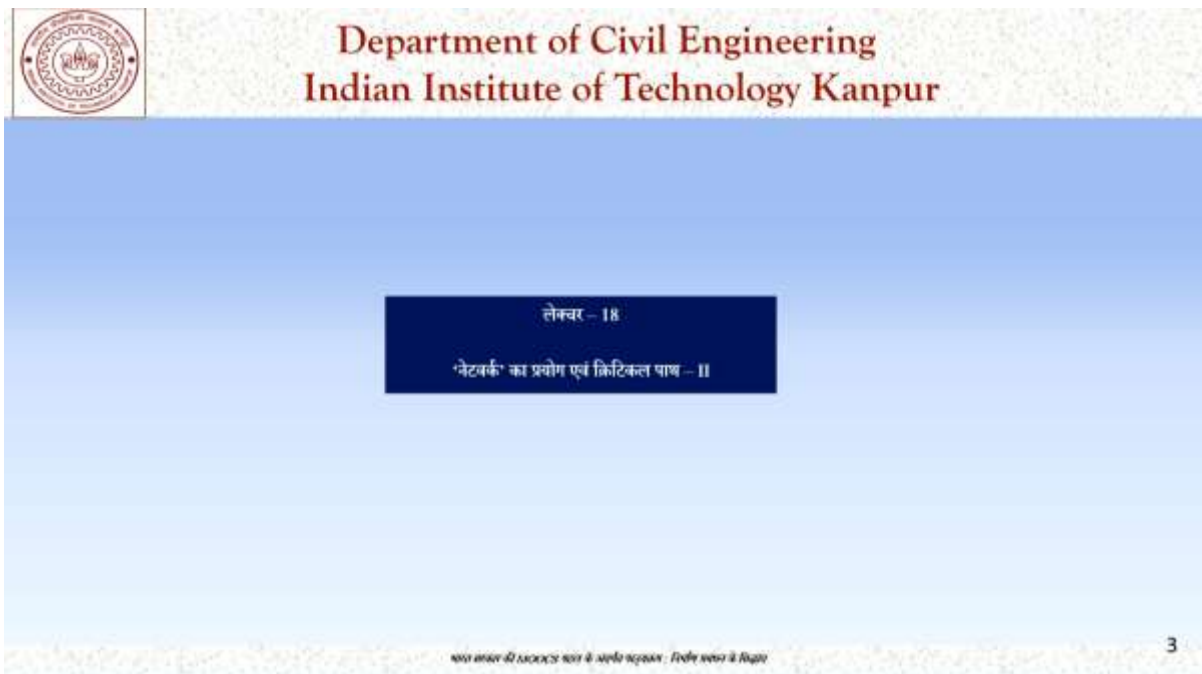 Department of Civil Engineering
Indian Institute of Technology Kanpur
लेक्चर – 18
'नेटवर्क' का प्रयोग एवं क्रिटिकल पाथ – II
3